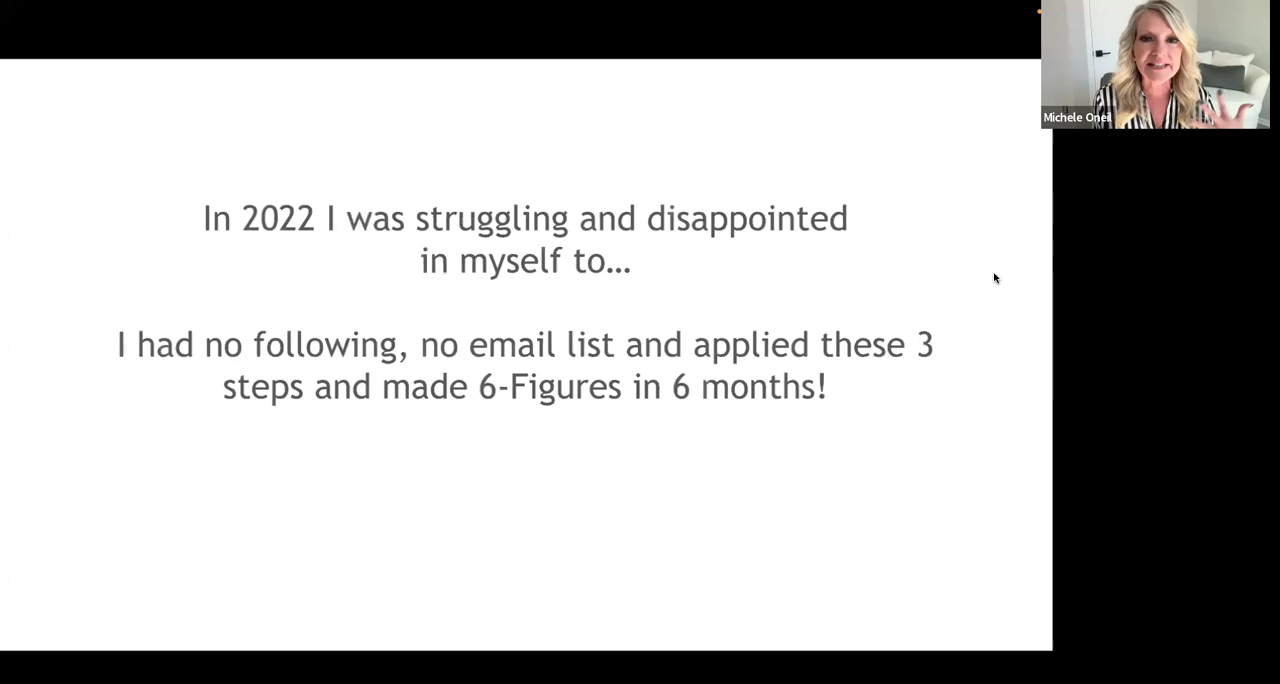 Michele Oneil
In 2022 I was struggling and disappointed
in myself to...
I had no following, no email list and applied these 3
steps and made 6-Figures in 6 months!